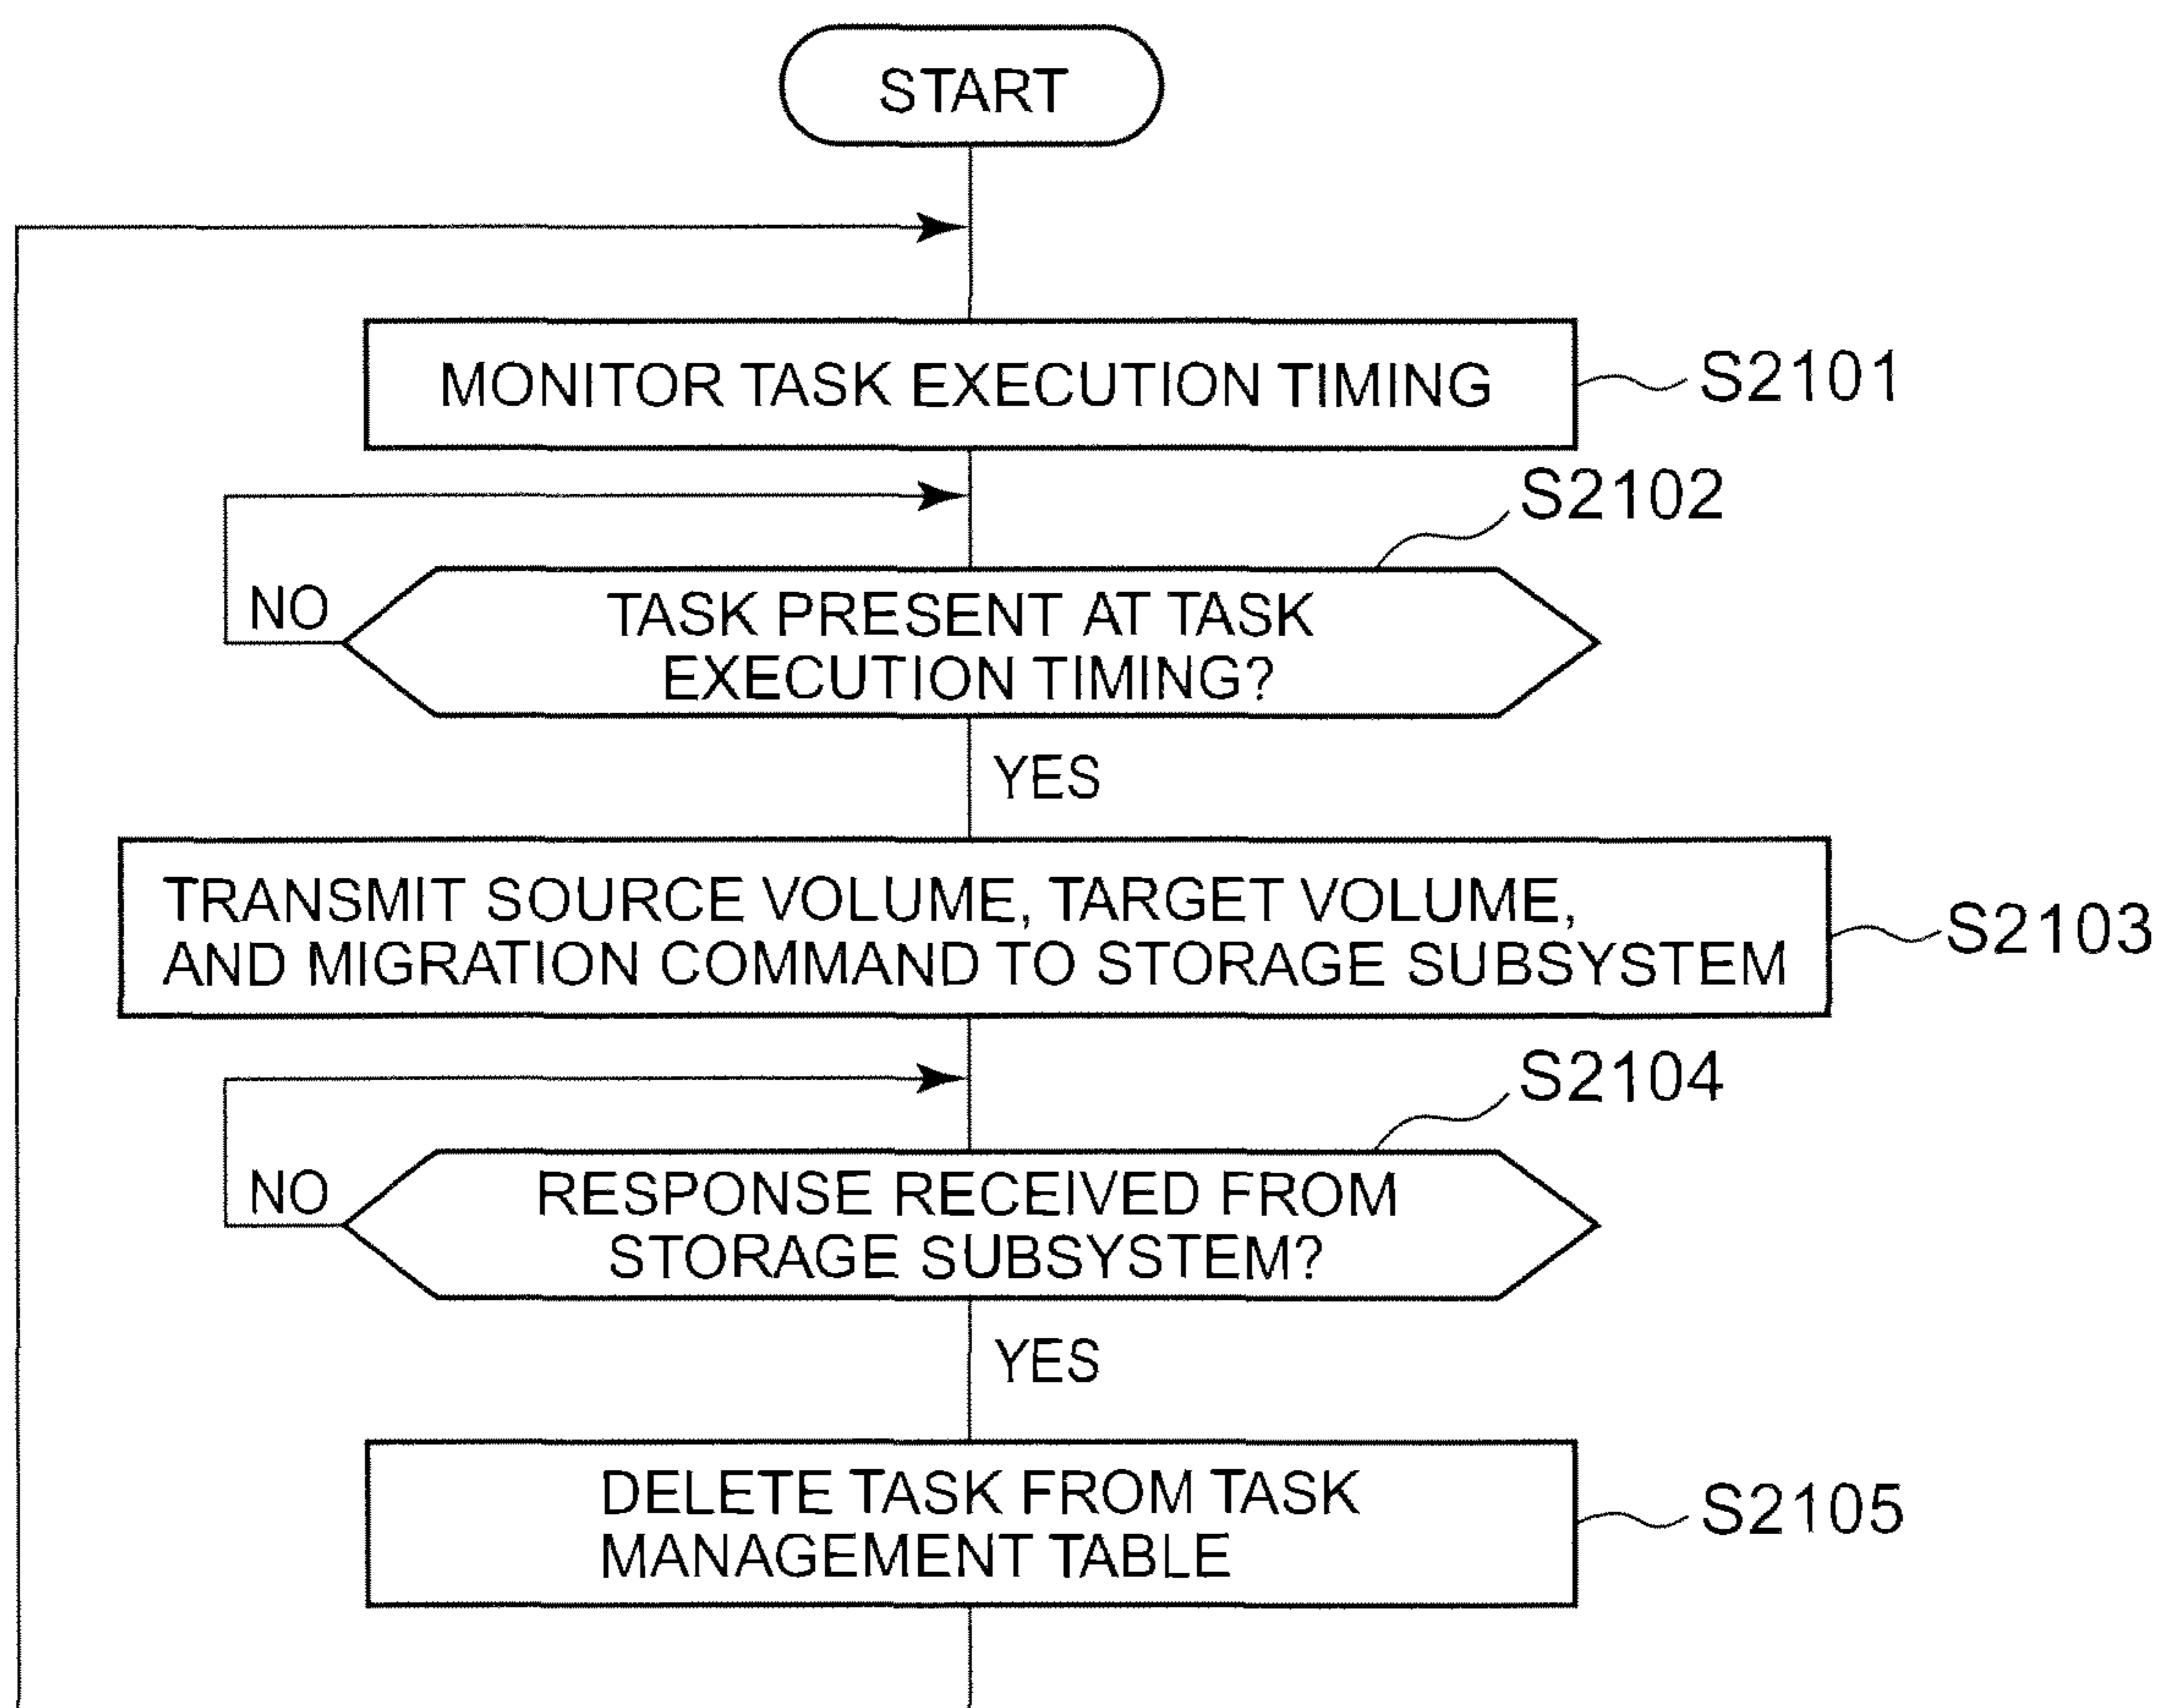 START
MONITOR TASK EXECUTION TIMING
S2101
S2102
NO
TASK PRESENT AT TASK
EXECUTION TIMING?
YES
TRANSMIT SOURCE VOLUME, TARGET VOLUME,
AND MIGRATION COMMAND TO STORAGE SUBSYSTEM
S2103
S2104
NO
RESPONSE RECEIVED FROM
STORAGE SUBSYSTEM?
YES
DELETE TASK FROM TASK
MANAGEMENT TABLE
S2105